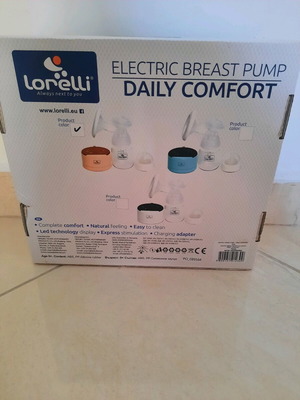 Lorelli
Always next to you
www.lorelli.eu
ELECTRIC BREAST PUMP
DAILY COMFORT
Product color:
Product color:
Product color:
• Complete comfort • Natural feeling • Easy to clean
• Led technology display • Express stimulation • Charging adapter